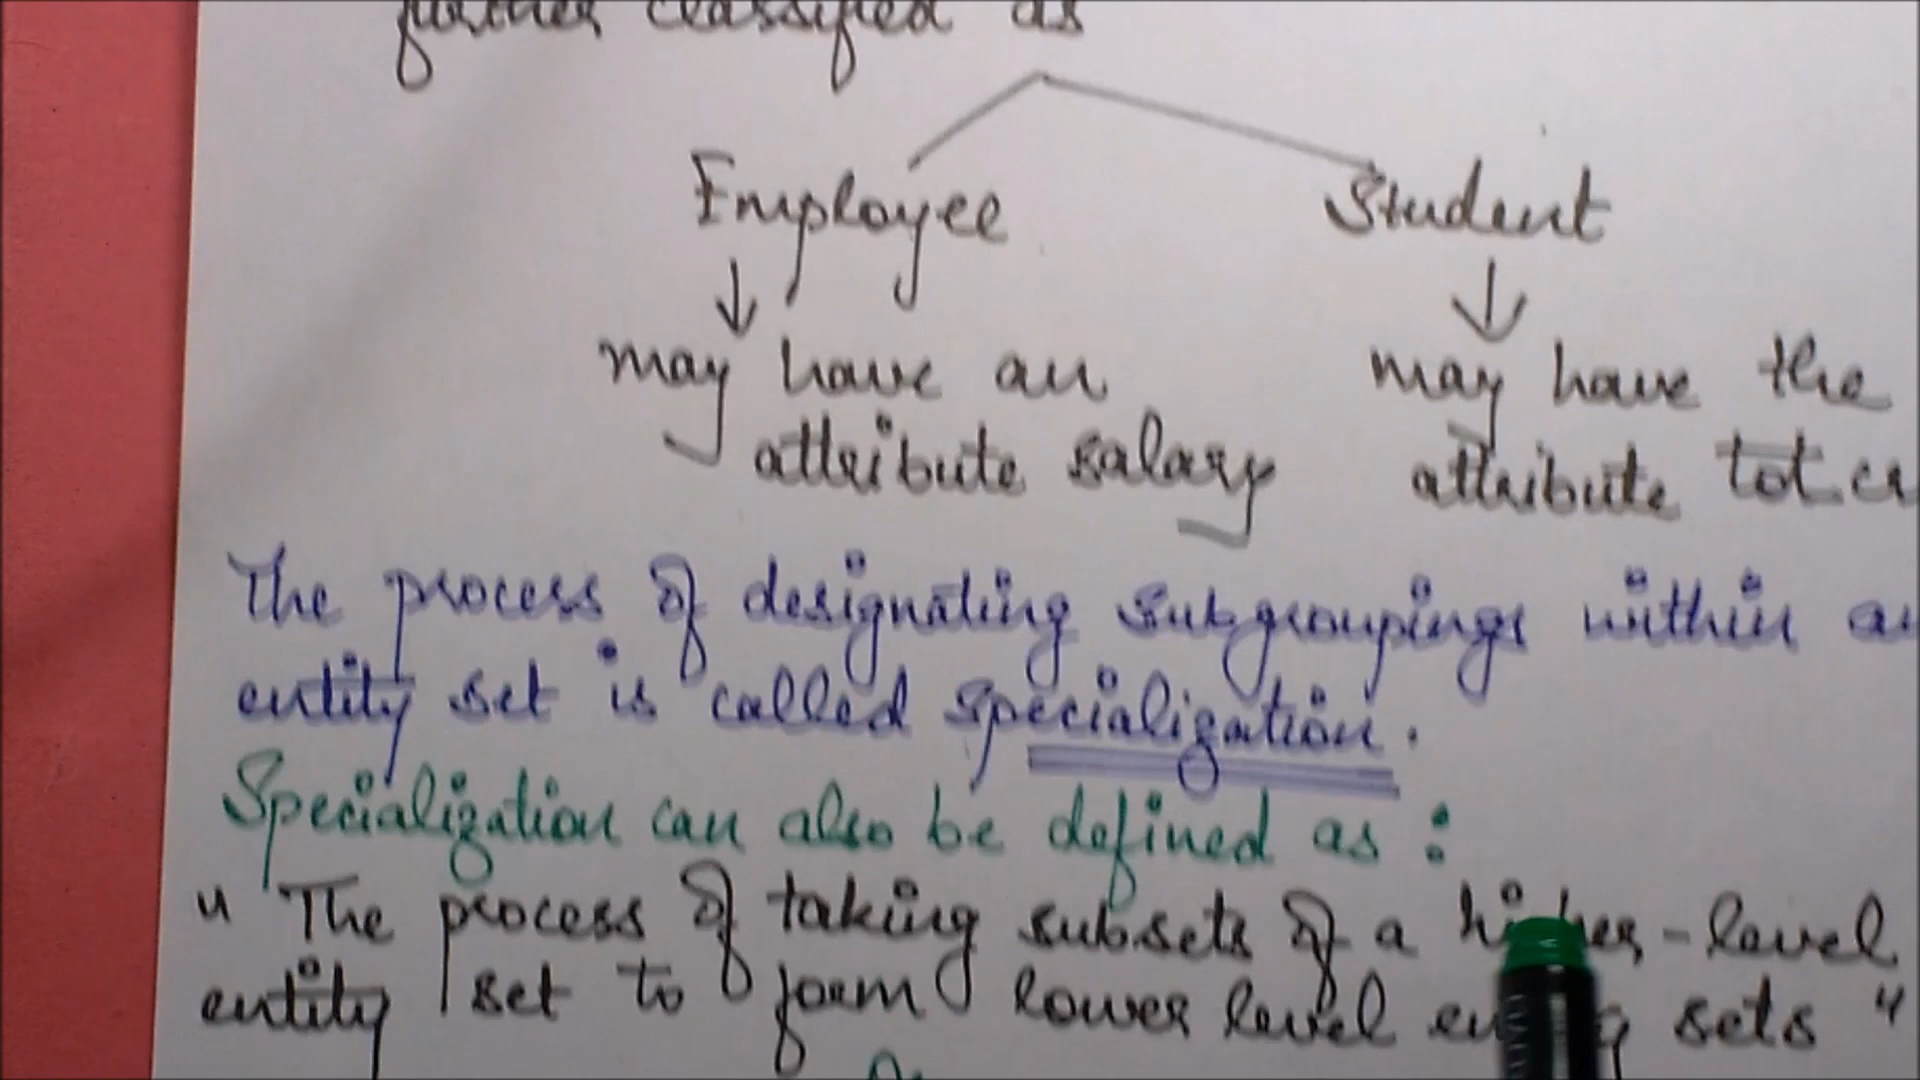 further classified as
Employee Student
may have an may have the
attribute salary attribute tot cr
The process of designating subgroupings within an
entity set is called specialization.
Specialization can also be defined as :
" The process of taking subsets of a higher-level
entity set to form lower level entity sets "